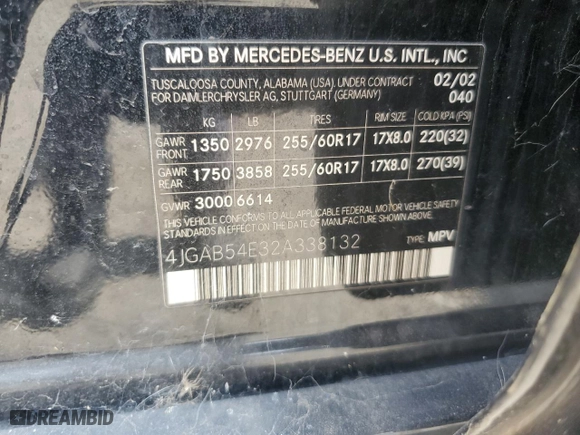 MFD BY MERCEDES-BENZ U.S. INTL., INC
TUSCALOOSA COUNTY, ALABAMA (USA). UNDER CONTRACT 02/02
FOR DAIMLERCHRYSLER AG, STUTTGART (GERMANY) 040
KG LB TIRES RIM SIZE COLD KPA (PSI)
GAWR FRONT 1350 2976 255/60R17 17X8.0 220(32)
GAWR REAR 1750 3858 255/60R17 17X8.0 270(39)
GVWR 3000 6614
THIS VEHICLE CONFORMS TO ALL APPLICABLE FEDERAL MOTOR VEHICLE
SAFETY STANDARDS IN EFFECT ON THE DATE OF MANUFACTURE SHOWN ABOVE.
4JGAB54E32A338132 TYPE: MPV
DREAMBID